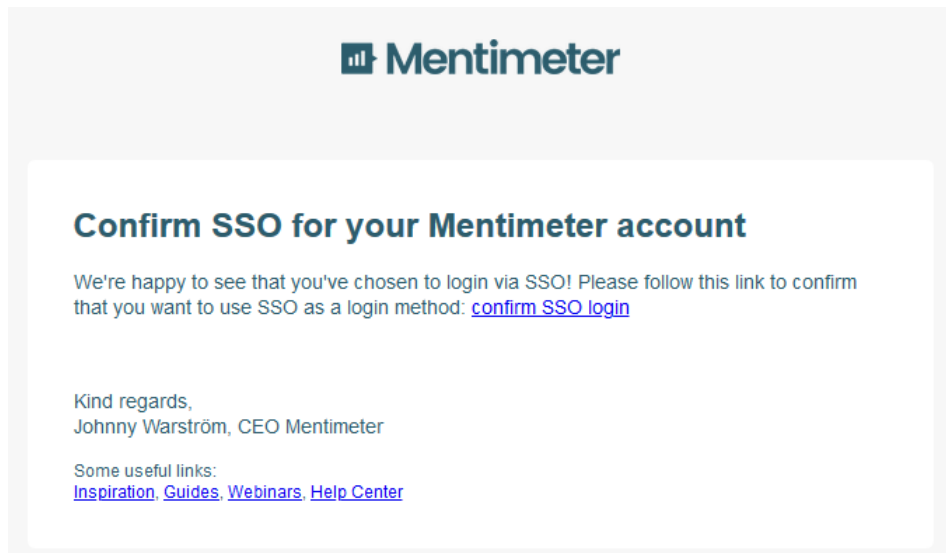 Mentimeter
Confirm SSO for your Mentimeter account
We're happy to see that you've chosen to login via SSO! Please follow this link to confirm
that you want to use SSO as a login method: confirm SSO login
Kind regards,
Johnny Warström, CEO Mentimeter
Some useful links:
Inspiration, Guides, Webinars, Help Center